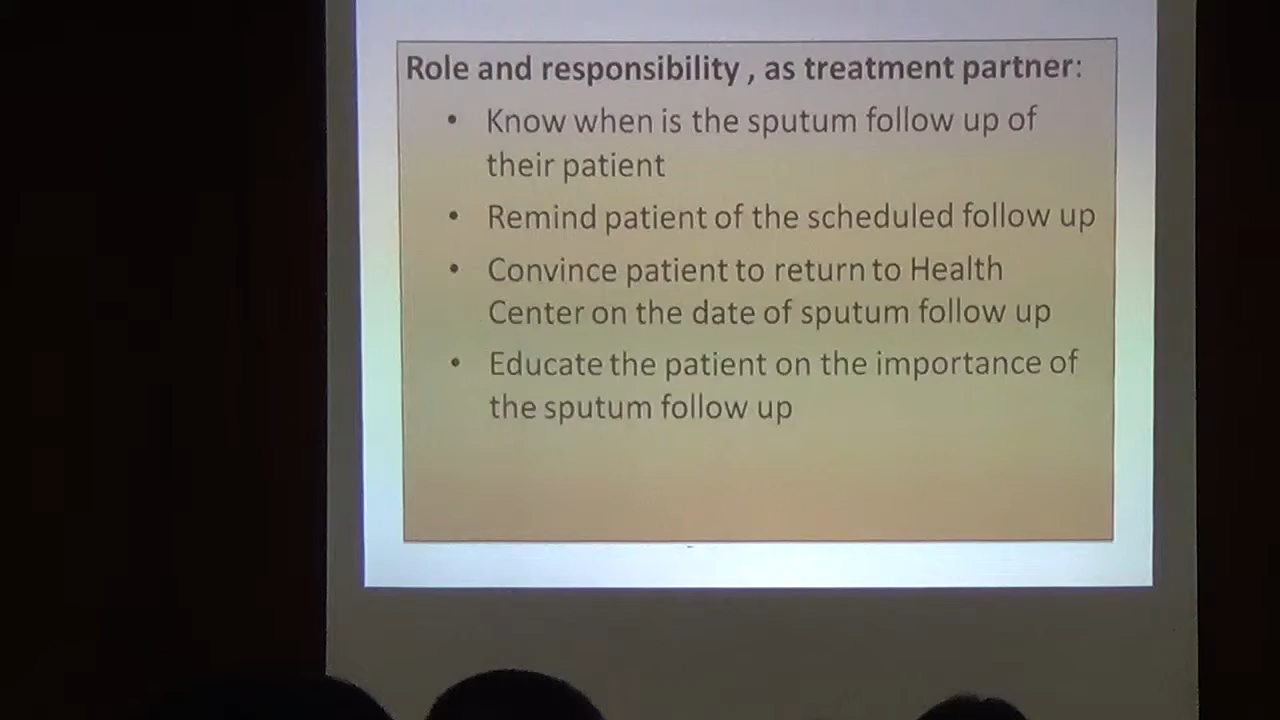 Role and responsibility , as treatment partner:
• Know when is the sputum follow up of
their patient
• Remind patient of the scheduled follow up
• Convince patient to return to Health
Center on the date of sputum follow up
• Educate the patient on the importance of
the sputum follow up